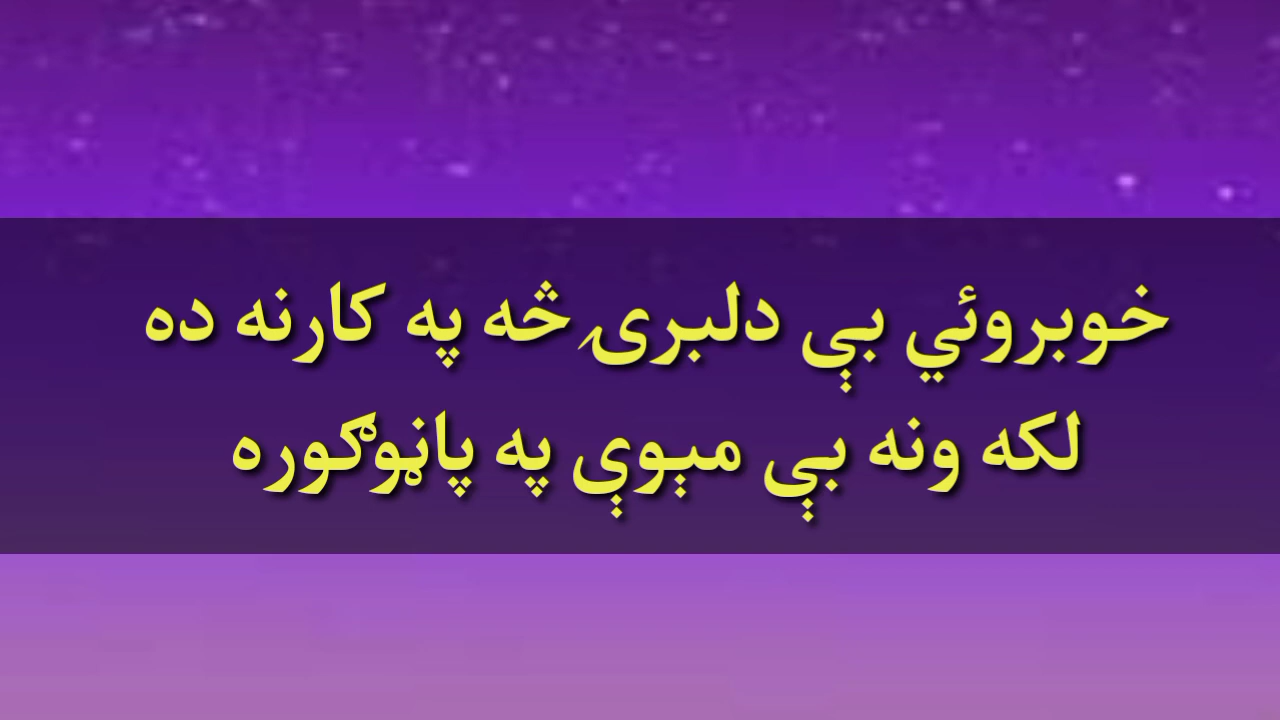 خوبروئي بې دلبرۍ څه په کارنه ده
لکه ونه بې مېوې په پاڼوګوره